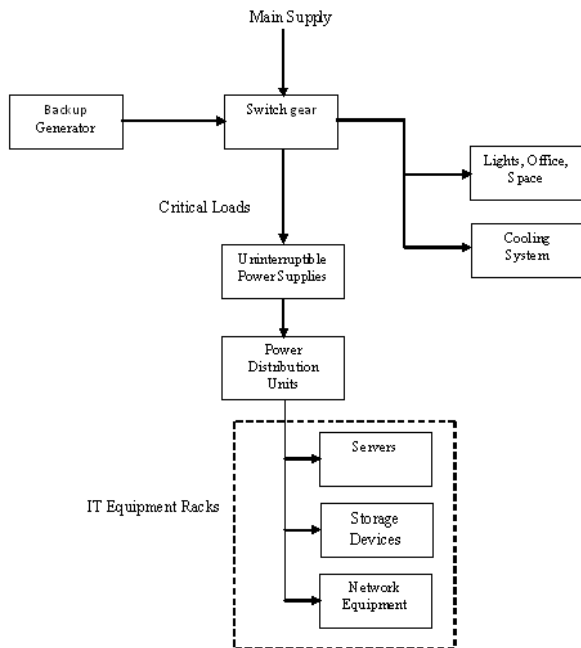 Main Supply
Backup
Generator
Switch gear
Lights, Office,
Space
Critical Loads
Cooling
System
Uninterruptible
Power Supplies
Power
Distribution
Units
Servers
IT Equipment Racks
Storage
Devices
Network
Equipment